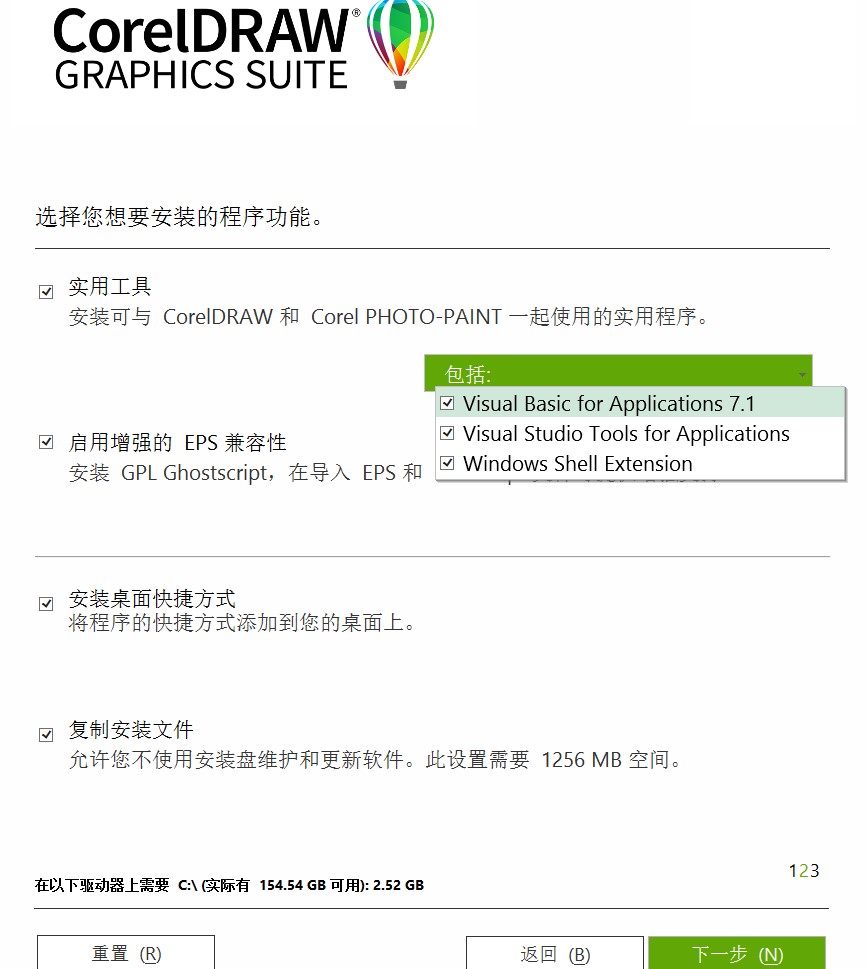 CorelDRAW®
GRAPHICS SUITE
选择您想要安装的程序功能。
实用工具
安装可与 CorelDRAW 和 Corel PHOTO-PAINT 一起使用的实用程序。
包括:
Visual Basic for Applications 7.1
Visual Studio Tools for Applications
Windows Shell Extension
启用增强的 EPS 兼容性
安装 GPL Ghostscript，在导入 EPS 和
安装桌面快捷方式
将程序的快捷方式添加到您的桌面上。
复制安装文件
允许您不使用安装盘维护和更新软件。此设置需要 1256 MB 空间。
123
在以下驱动器上需要 C:\ (实际有 154.54 GB 可用): 2.52 GB
重置 (R)
返回 (B)
下一步 (N)